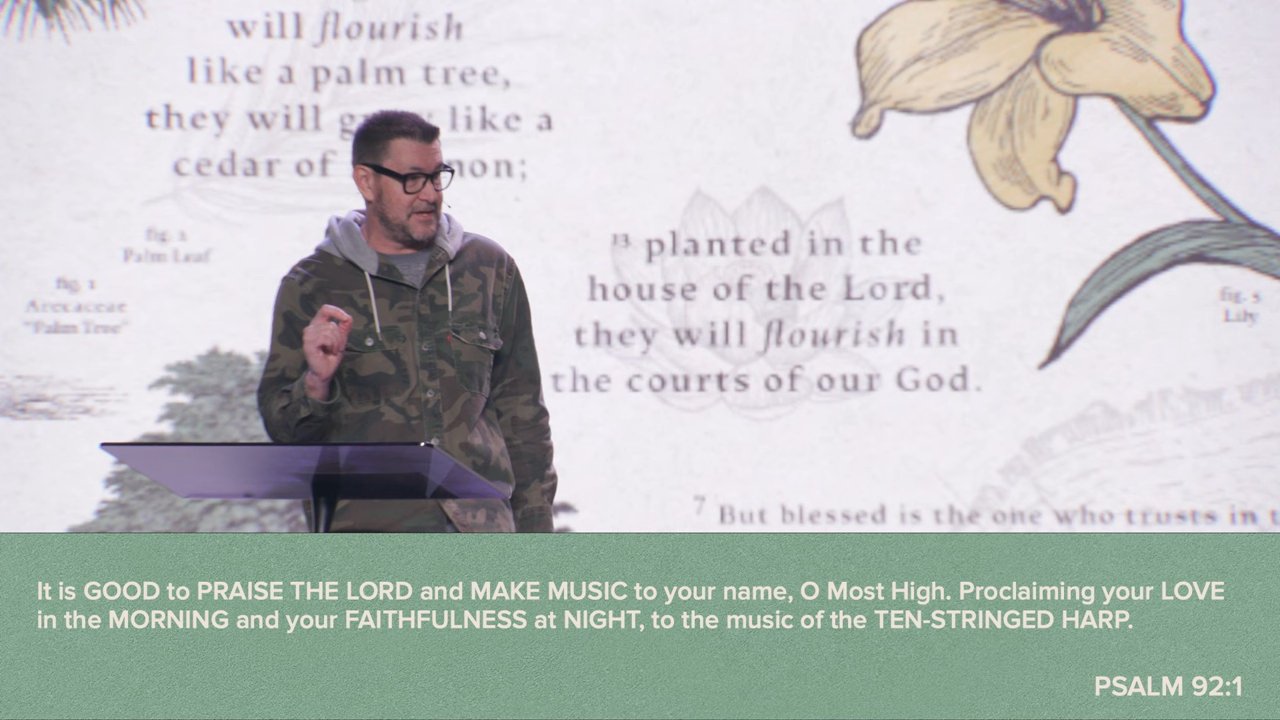 will flourish
like a palm tree,
they will like a
cedar of
fig. 2
Palm Leaf
fig. 1
Arecaceae
"Palm Tree"
13 planted in the
house of the Lord,
they will flourish in
the courts of our God.
fig. 5
Lily
7 But blessed is the one who trusts in
It is GOOD to PRAISE THE LORD and MAKE MUSIC to your name, O Most High. Proclaiming your LOVE
in the MORNING and your FAITHFULNESS at NIGHT, to the music of the TEN-STRINGED HARP.
PSALM 92:1